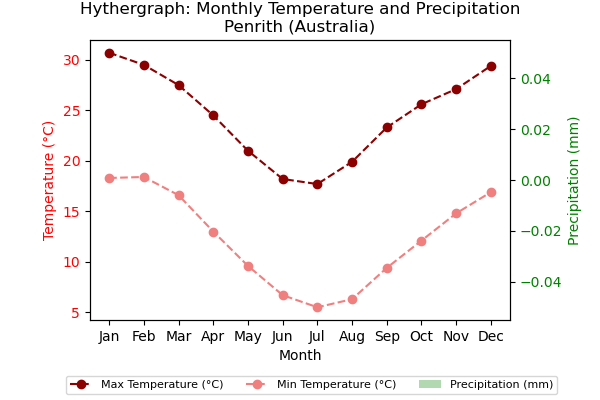 Hythergraph: Monthly Temperature and Precipitation
Penrith (Australia)
Temperature (°C)
30
25
20
15
10
5
0.04
0.02
0.00
−0.02
−0.04
Precipitation (mm)
Jan Feb Mar Apr May Jun Jul Aug Sep Oct Nov Dec
Month
Max Temperature (°C) Min Temperature (°C) Precipitation (mm)